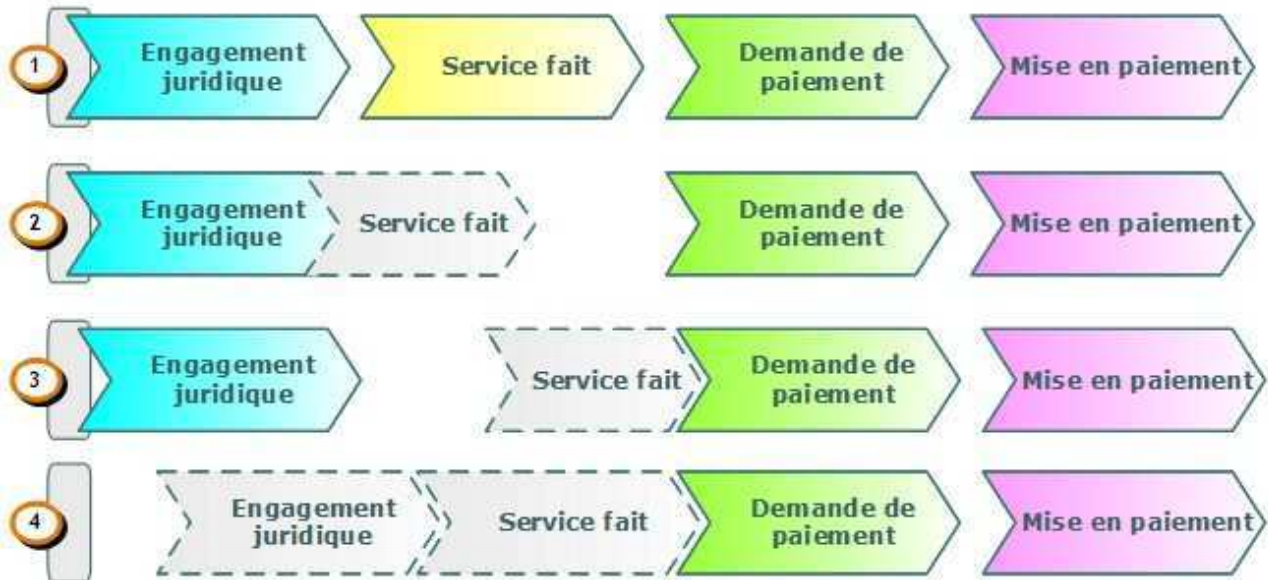 1
Engagement
juridique
Service fait
Demande de
paiement
Mise en paiement
2
Engagement
juridique
Service fait
Demande de
paiement
Mise en paiement
3
Engagement
juridique
Service fait
Demande de
paiement
Mise en paiement
4
Engagement
juridique
Service fait
Demande de
paiement
Mise en paiement